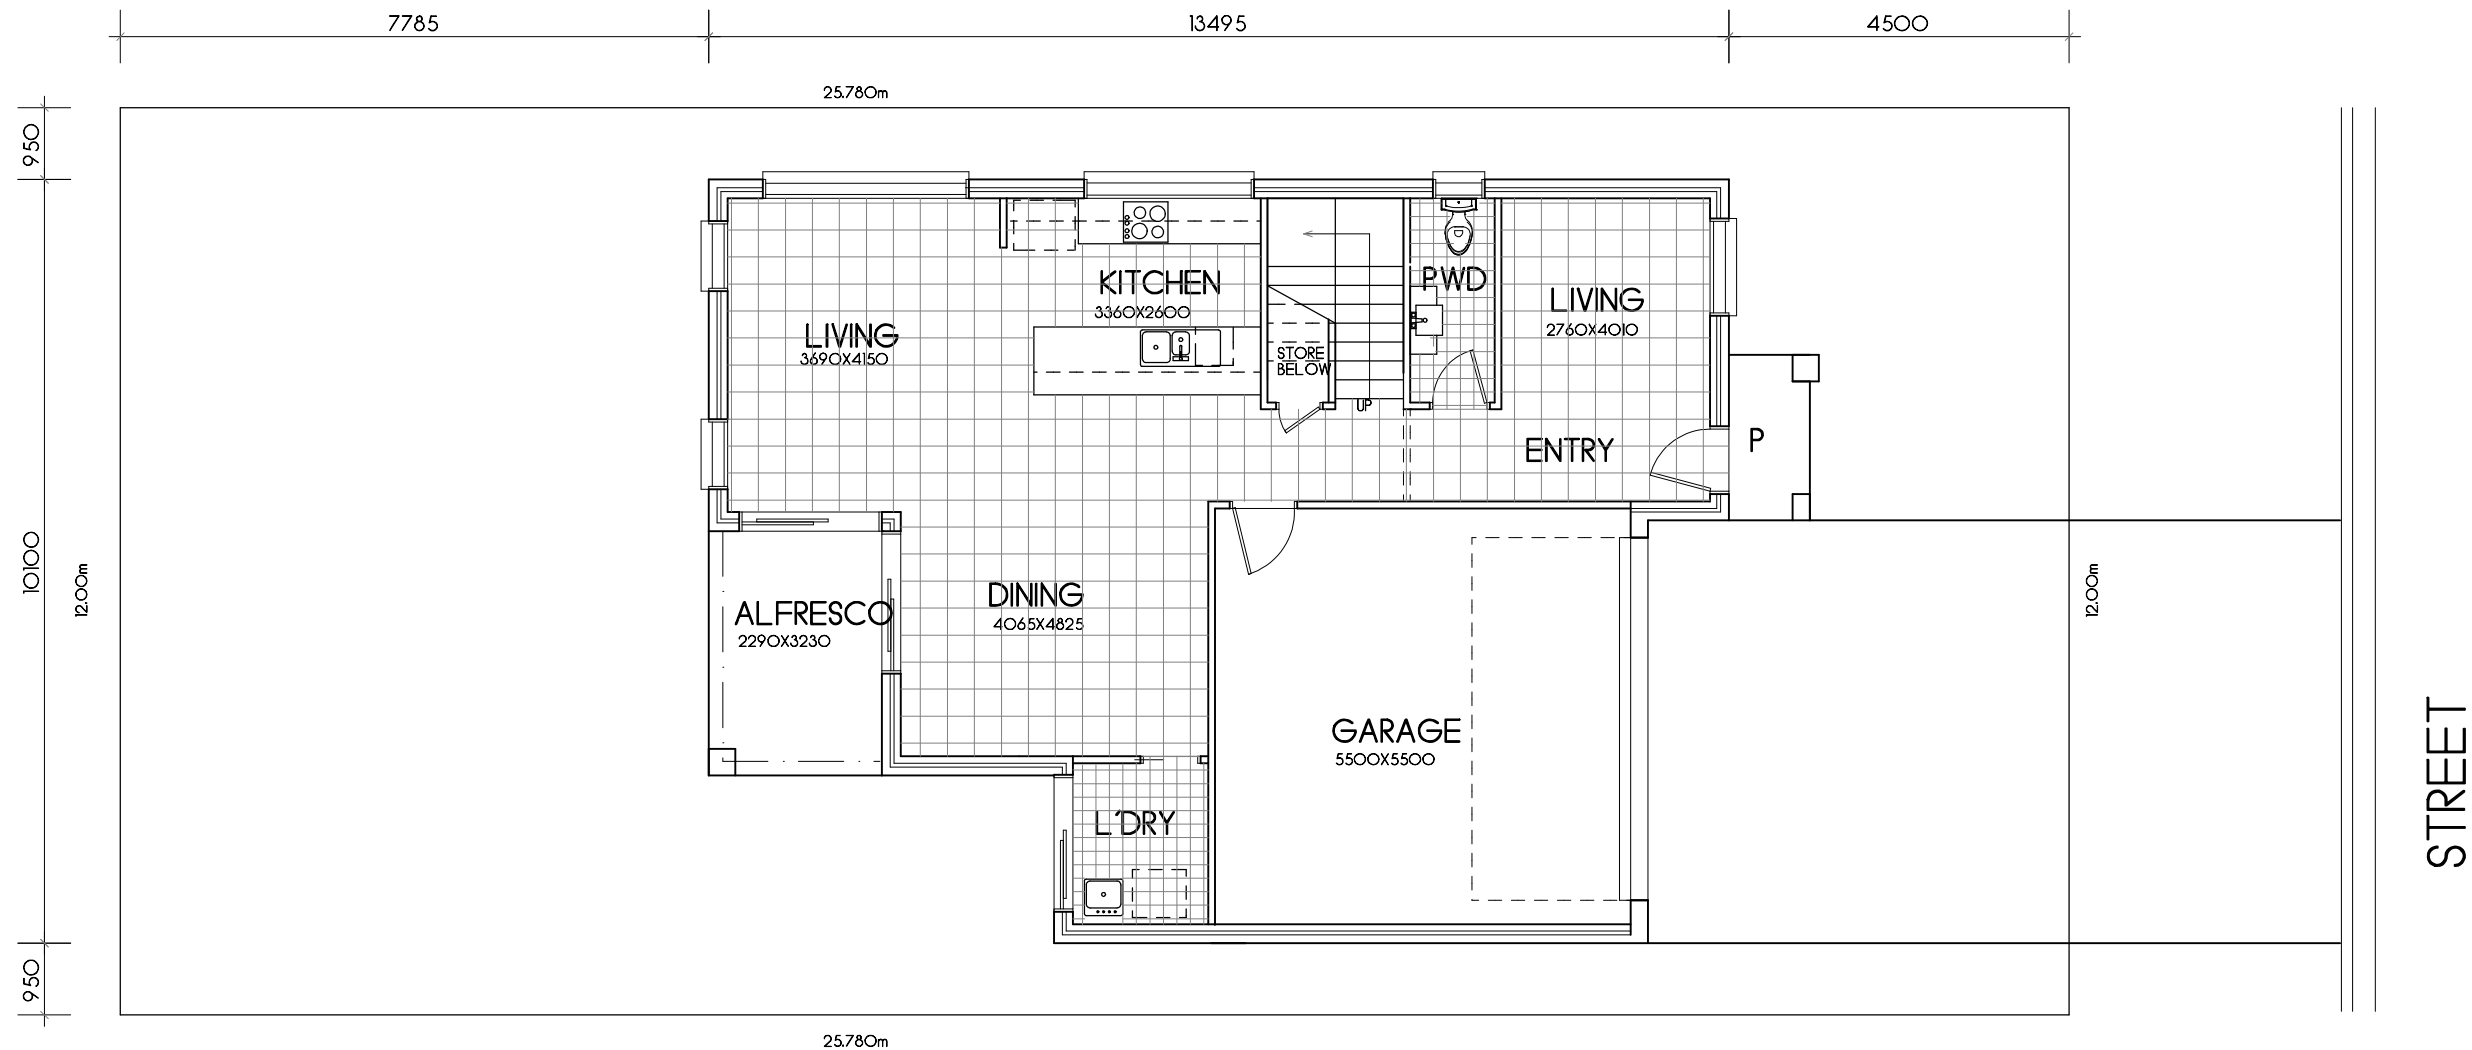 7785
13495
4500
25.780m
950
KITCHEN
3360X2600
PWD
LIVING
2760X4010
LIVING
3690X4150
STORE
BELOW
UP
ENTRY
P
10100
12.00m
ALFRESCO
2290X3230
DINING
4065X4825
12.00m
GARAGE
5500X5500
L'DRY
STREET
950
25.780m